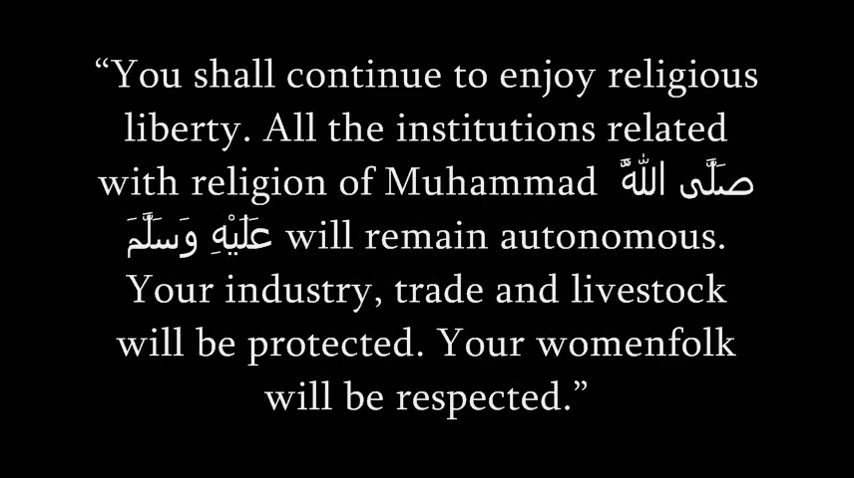 “You shall continue to enjoy religious
liberty. All the institutions related
with religion of Muhammad صَلَّى اللهُ
عَلَيْهِ وَسَلَّمَ will remain autonomous.
Your industry, trade and livestock
will be protected. Your womenfolk
will be respected.”